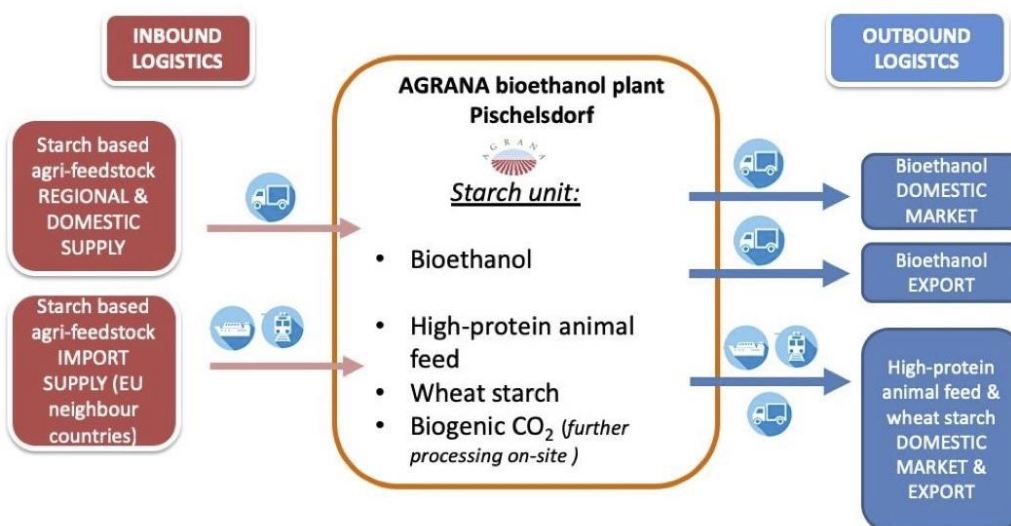 INBOUND
LOGISTICS
OUTBOUND
LOGISTCS
AGRANA bioethanol plant
Pischelsdorf
AGRANA
Starch unit:
• Bioethanol
• High-protein animal
feed
• Wheat starch
• Biogenic CO₂ (further
processing on-site )
Starch based
agri-feedstock
REGIONAL &
DOMESTIC
SUPPLY
Starch based
agri-feedstock
IMPORT
SUPPLY (EU
neighbour
countries)
Bioethanol
DOMESTIC
MARKET
Bioethanol
EXPORT
High-protein
animal feed &
wheat starch
DOMESTIC
MARKET &
EXPORT